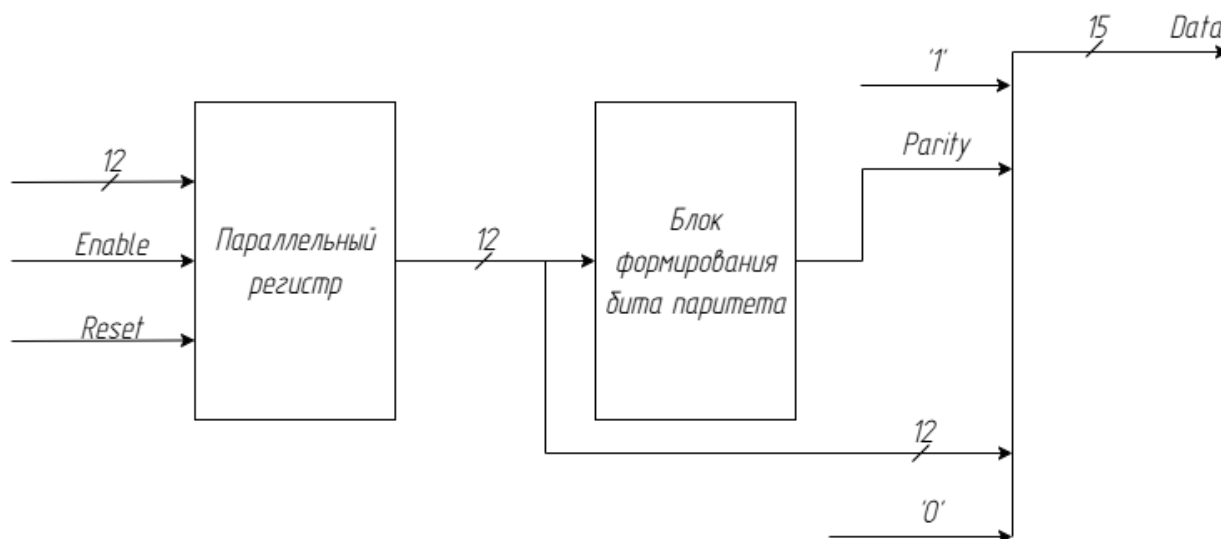 15
Data
'1'
12
Parity
Enable
Параллельный
регистр
12
Блок
формирования
бита паритета
Reset
12
'0'